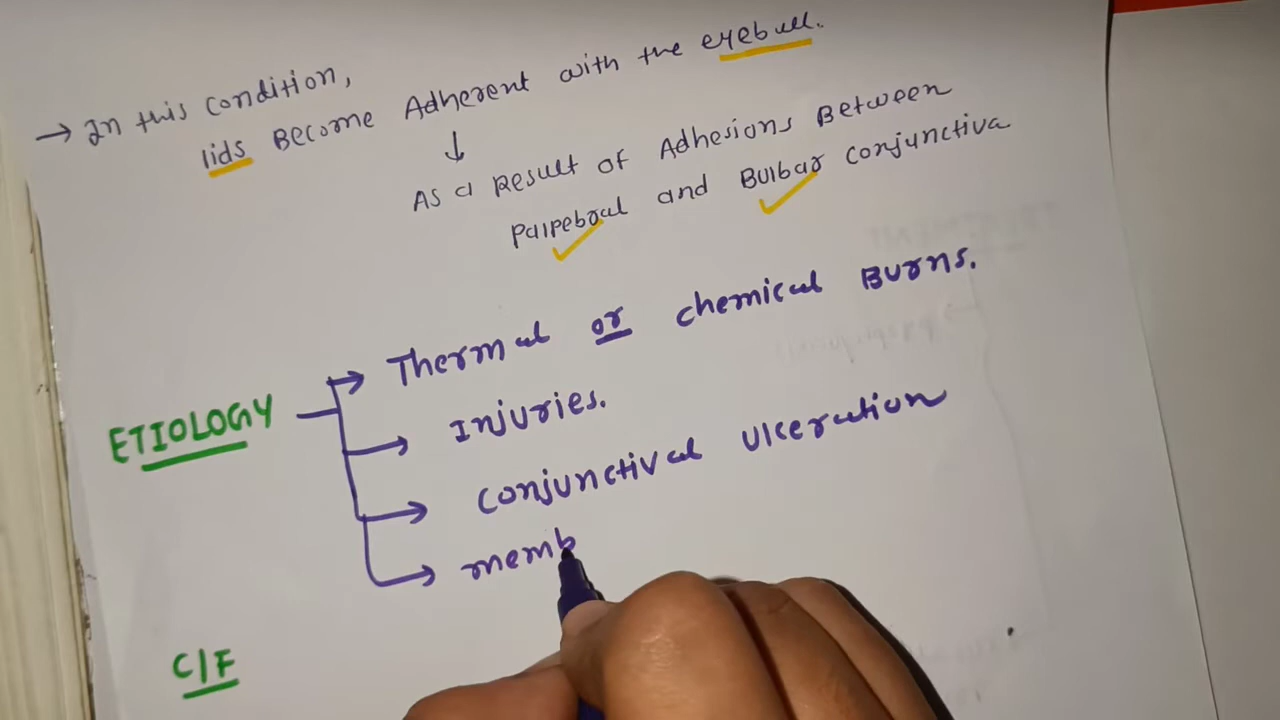 → In this condition,
lids Become Adherent with the eyeball.
↓
As a Result of Adhesions Between
palpebral and Bulbar conjunctiva
ETIOLOGY
→ Thermal or chemical Burns.
→ Injuries.
→ Conjunctival Ulceration
→ memb
C/F